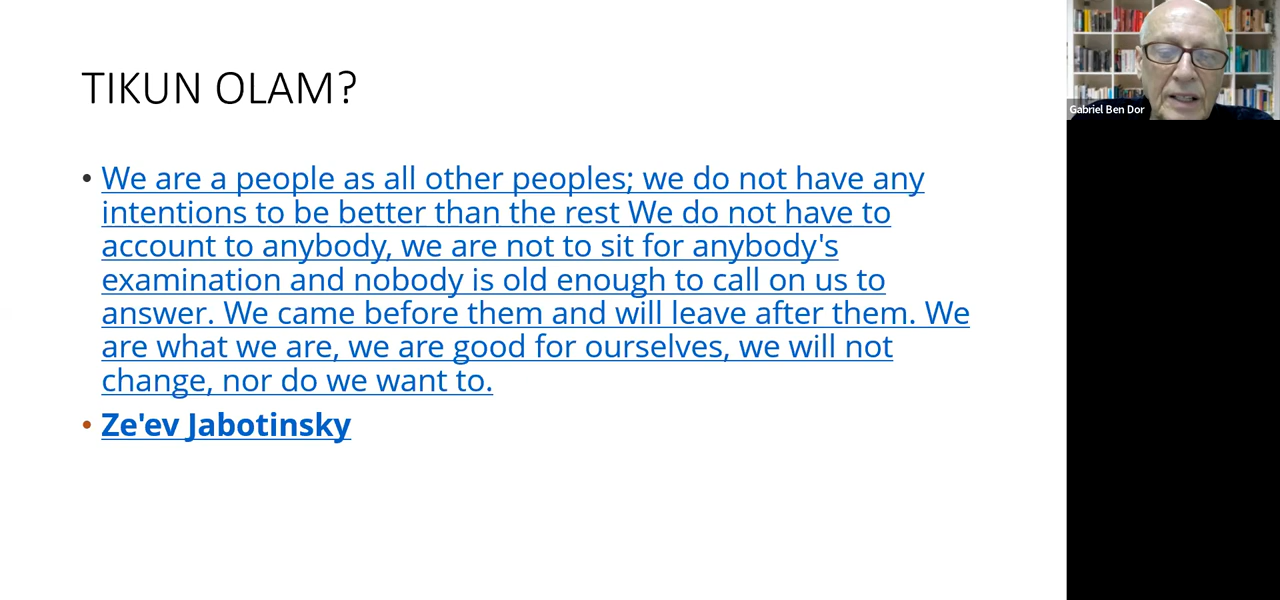 TIKUN OLAM?
• We are a people as all other peoples; we do not have any
intentions to be better than the rest We do not have to
account to anybody, we are not to sit for anybody's
examination and nobody is old enough to call on us to
answer. We came before them and will leave after them. We
are what we are, we are good for ourselves, we will not
change, nor do we want to.
• Ze'ev Jabotinsky
Gabriel Ben Dor